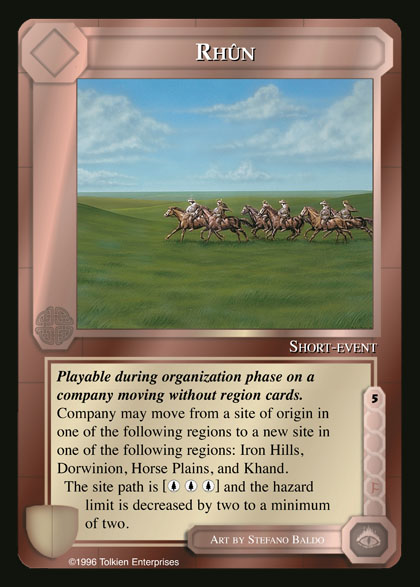 Rhûn
Short-event
Playable during organization phase on a
company moving without region cards.
Company may move from a site of origin in
one of the following regions to a new site in
one of the following regions: Iron Hills,
Dorwinion, Horse Plains, and Khand.
The site path is [ ] and the hazard
limit is decreased by two to a minimum
of two.
5
Art by Stefano Baldo
©1996 Tolkien Enterprises